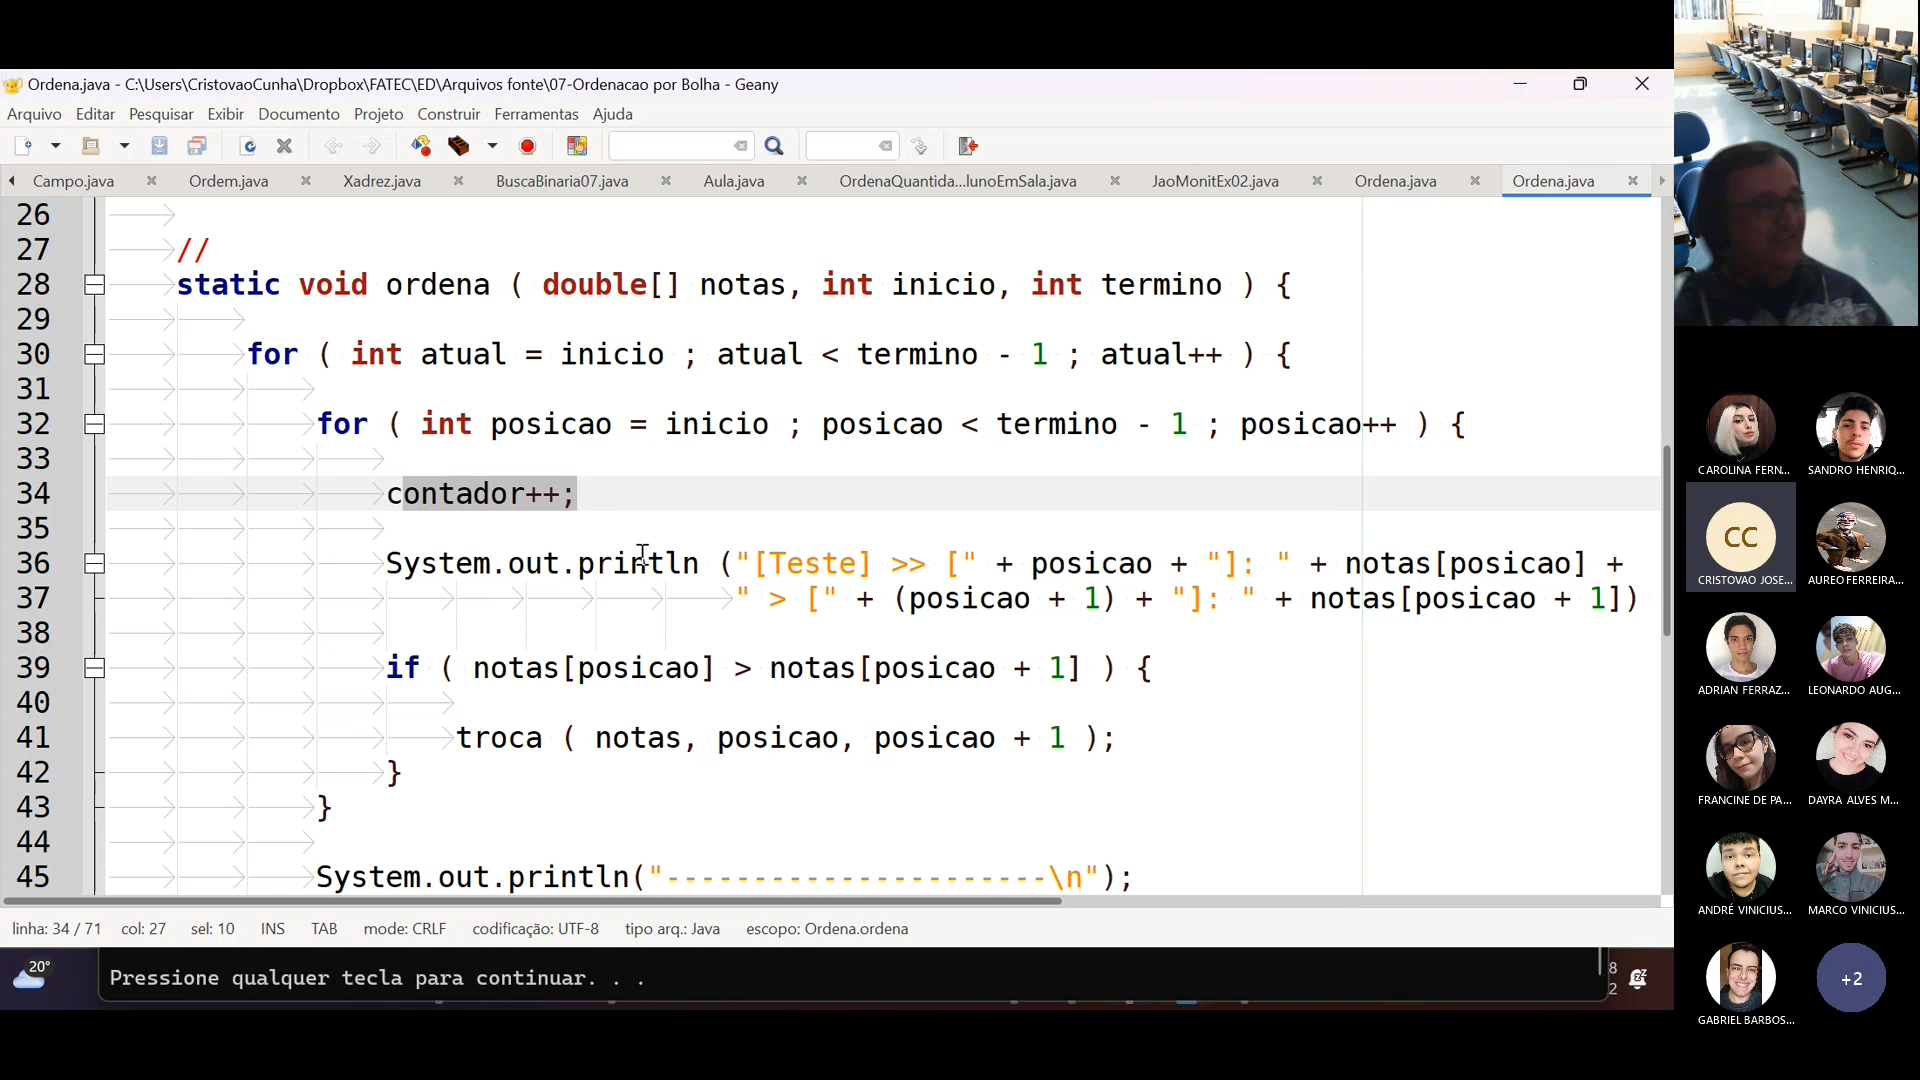 Ordena.java - C:\Users\CristovaoCunha\Dropbox\FATEC\ED\Arquivos fonte\07-Ordenacao por Bolha - Geany
Arquivo Editar Pesquisar Exibir Documento Projeto Construir Ferramentas Ajuda
Campo.java Ordem.java Xadrez.java BuscaBinaria07.java Aula.java OrdenaQuantida...lunoEmSala.java JaoMonitEx02.java Ordena.java Ordena.java
26
27 //
28 static void ordena ( double[] notas, int inicio, int termino ) {
29
30 for ( int atual = inicio ; atual < termino - 1 ; atual++ ) {
31
32 for ( int posicao = inicio ; posicao < termino - 1 ; posicao++ ) {
33
34 contador++;
35
36 System.out.println ("[Teste] >> [" + posicao + "]: " + notas[posicao] +
37 " > [" + (posicao + 1) + "]: " + notas[posicao + 1])
38
39 if ( notas[posicao] > notas[posicao + 1] ) {
40
41 troca ( notas, posicao, posicao + 1 );
42 }
43 }
44
45 System.out.println("----------------------\n");
linha: 34 / 71 col: 27 sel: 10 INS TAB mode: CRLF codificação: UTF-8 tipo arq.: Java escopo: Ordena.ordena
20°
Pressione qualquer tecla para continuar. . .
8
2
CAROLINA FERN... SANDRO HENRIQ...
CC
CRISTOVAO JOSE... AUREO FERREIRA...
ADRIAN FERRAZ... LEONARDO AUG...
FRANCINE DE PA... DAYRA ALVES M...
ANDRÉ VINICIUS... MARCO VINICIUS...
+2
GABRIEL BARBOS...